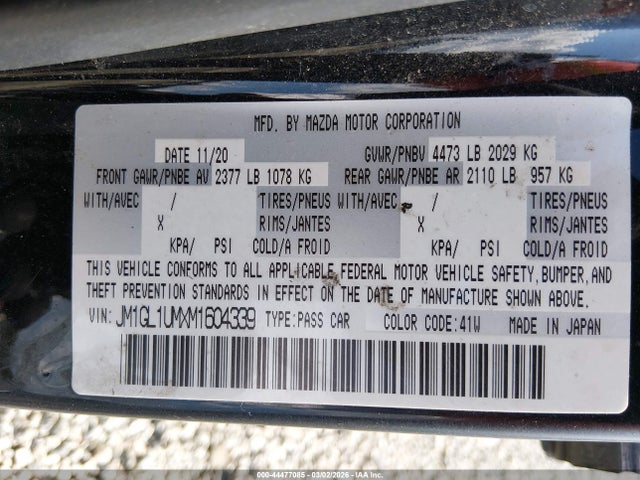 MFD. BY MAZDA MOTOR CORPORATION
DATE 11/20 GVWR/PNBV 4473 LB 2029 KG
FRONT GAWR/PNBE AV 2377 LB 1078 KG REAR GAWR/PNBE AR 2110 LB 957 KG
WITH/AVEC / TIRES/PNEUS WITH/AVEC / TIRES/PNEUS
X RIMS/JANTES X RIMS/JANTES
KPA/ PSI COLD/A FROID KPA/ PSI COLD/A FROID
THIS VEHICLE CONFORMS TO ALL APPLICABLE FEDERAL MOTOR VEHICLE SAFETY, BUMPER, AND
THEFT PREVENTION STANDARDS IN EFFECT ON THE DATE OF MANUFACTURE SHOWN ABOVE.
VIN: JM1GL1UMXM1604339 TYPE: PASS CAR COLOR CODE: 41W MADE IN JAPAN
000-44477085 - 03/02/2026 - IAA Inc.